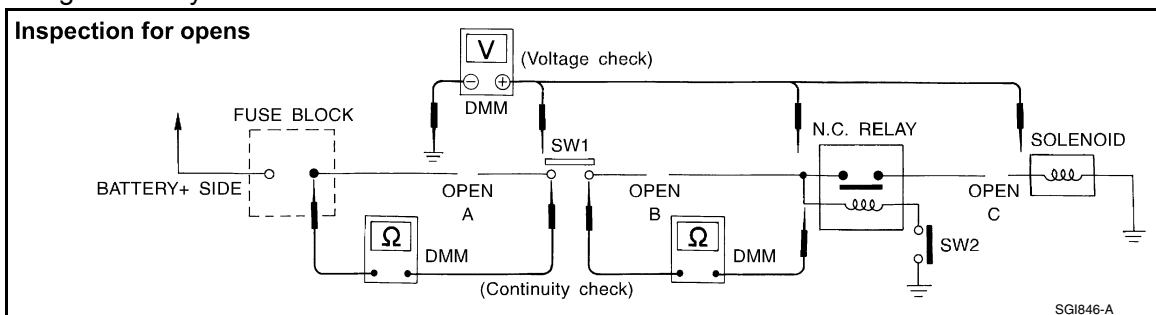 Inspection for opens
V
(Voltage check)
− +
DMM
FUSE BLOCK
N.C. RELAY
SW1
SOLENOID
BATTERY+ SIDE
OPEN
A
OPEN
B
OPEN
C
Ω
DMM
Ω
DMM
SW2
(Continuity check)
SGI846-A